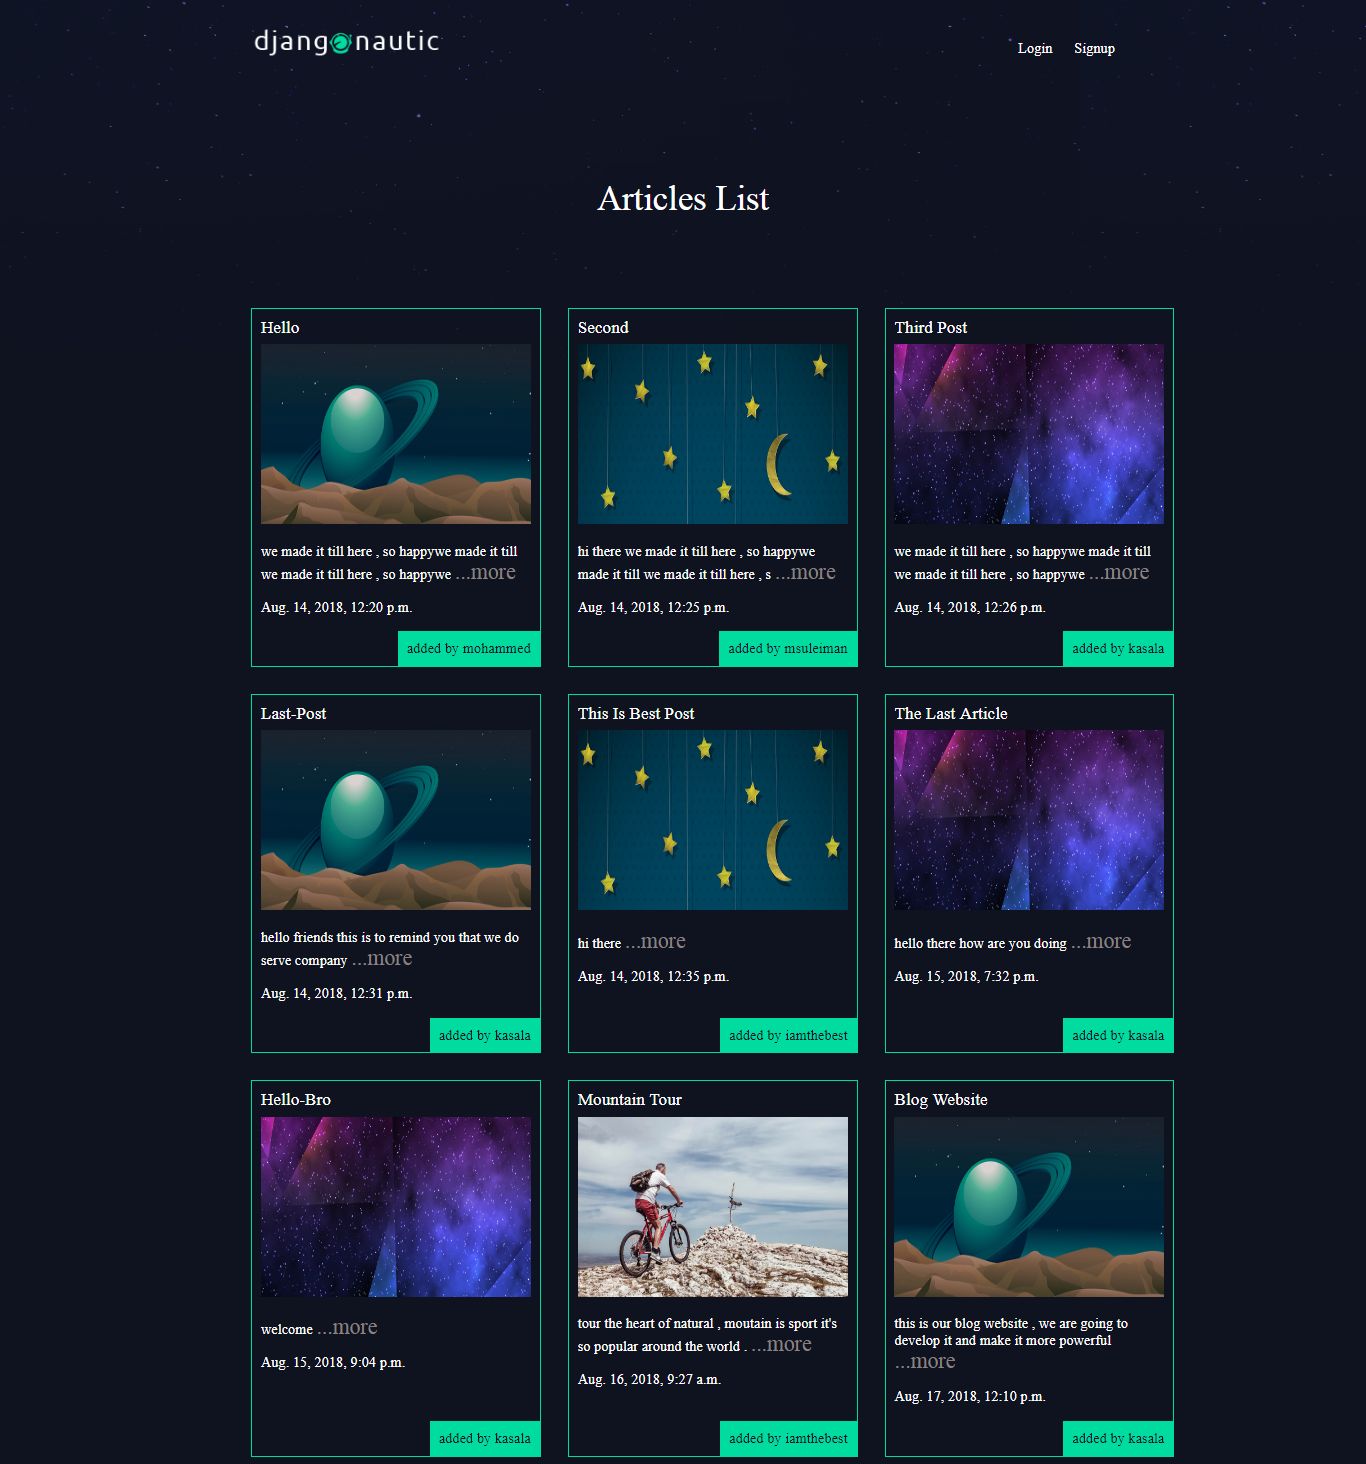 djangonautic
Login Signup
Articles List
Hello
we made it till here , so happywe made it till
we made it till here , so happywe ...more
Aug. 14, 2018, 12:20 p.m.
added by mohammed
Second
hi there we made it till here , so happywe
made it till we made it till here , s ...more
Aug. 14, 2018, 12:25 p.m.
added by msuleiman
Third Post
we made it till here , so happywe made it till
we made it till here , so happywe ...more
Aug. 14, 2018, 12:26 p.m.
added by kasala
Last-Post
hello friends this is to remind you that we do
serve company ...more
Aug. 14, 2018, 12:31 p.m.
added by kasala
This Is Best Post
hi there ...more
Aug. 14, 2018, 12:35 p.m.
added by iamthebest
The Last Article
hello there how are you doing ...more
Aug. 15, 2018, 7:32 p.m.
added by kasala
Hello-Bro
welcome ...more
Aug. 15, 2018, 9:04 p.m.
added by kasala
Mountain Tour
tour the heart of natural , moutain is sport it's
so popular around the world . ...more
Aug. 16, 2018, 9:27 a.m.
added by iamthebest
Blog Website
this is our blog website , we are going to
develop it and make it more powerful
...more
Aug. 17, 2018, 12:10 p.m.
added by kasala